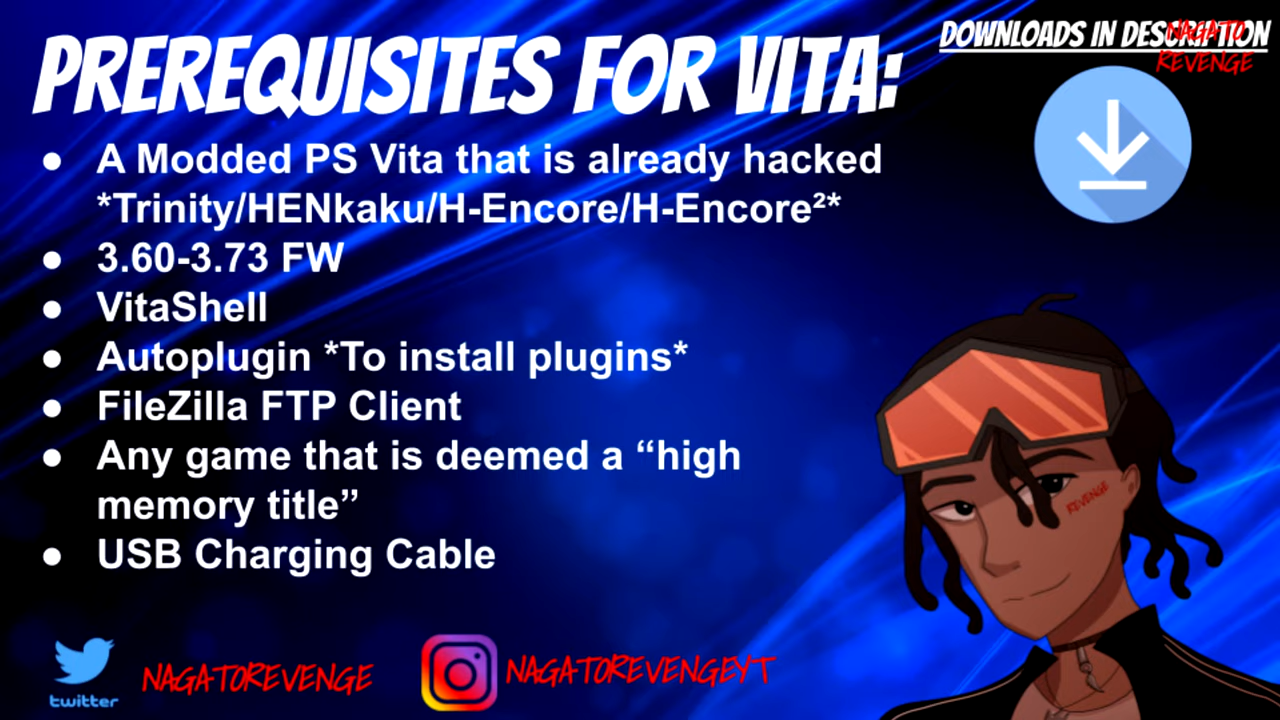 PREREQUISITES FOR VITA:
DOWNLOADS IN DESCRIPTION
NAGATO
REVENGE
● A Modded PS Vita that is already hacked
*Trinity/HENkaku/H-Encore/H-Encore²*
● 3.60-3.73 FW
● VitaShell
● Autoplugin *To install plugins*
● FileZilla FTP Client
● Any game that is deemed a “high
memory title”
● USB Charging Cable
REVENGE
twitter
NAGATOREVENGE
NAGATOREVENGEYT